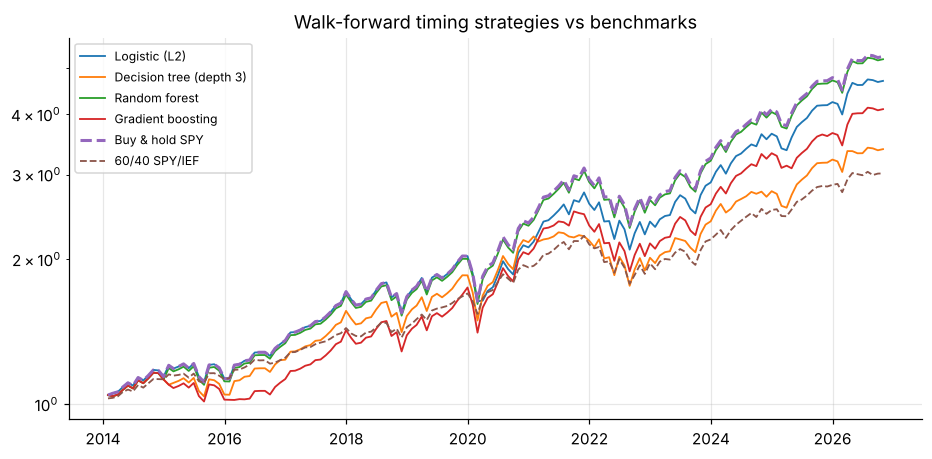 Walk-forward timing strategies vs benchmarks
Logistic (L2)
Decision tree (depth 3)
Random forest
Gradient boosting
Buy & hold SPY
60/40 SPY/IEF
4 × 10⁰
3 × 10⁰
2 × 10⁰
10⁰
2014 2016 2018 2020 2022 2024 2026